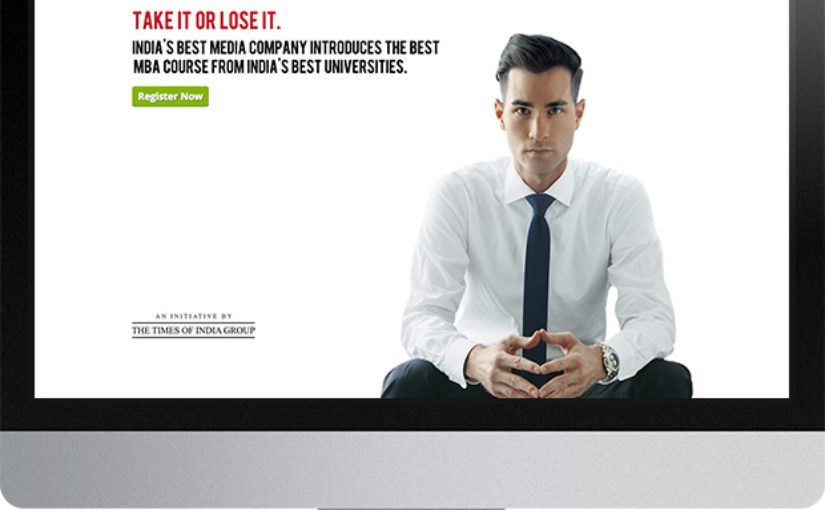 TAKE IT OR LOSE IT.
INDIA'S BEST MEDIA COMPANY INTRODUCES THE BEST
MBA COURSE FROM INDIA'S BEST UNIVERSITIES.
Register Now
AN INITIATIVE BY
THE TIMES OF INDIA GROUP